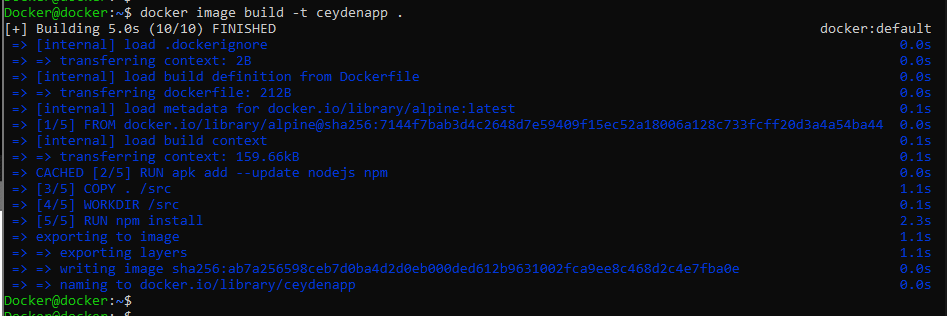 Docker@docker:~$ docker image build -t ceydenapp .
[+] Building 5.0s (10/10) FINISHED docker:default
=> [internal] load .dockerignore 0.0s
=> => transferring context: 2B 0.0s
=> [internal] load build definition from Dockerfile 0.0s
=> => transferring dockerfile: 212B 0.0s
=> [internal] load metadata for docker.io/library/alpine:latest 0.1s
=> [1/5] FROM docker.io/library/alpine@sha256:7144f7bab3d4c2648d7e59409f15ec52a18006a128c733fcff20d3a4a54ba44 0.0s
=> [internal] load build context 0.1s
=> => transferring context: 159.66kB 0.1s
=> CACHED [2/5] RUN apk add --update nodejs npm 0.0s
=> [3/5] COPY . /src 1.1s
=> [4/5] WORKDIR /src 0.1s
=> [5/5] RUN npm install 2.3s
=> exporting to image 1.1s
=> => exporting layers 1.1s
=> => writing image sha256:ab7a256598ceb7d0ba4d2d0eb000ded612b9631002fca9ee8c468d2c4e7fba0e 0.0s
=> => naming to docker.io/library/ceydenapp 0.0s
Docker@docker:~$
Docker@docker:~$